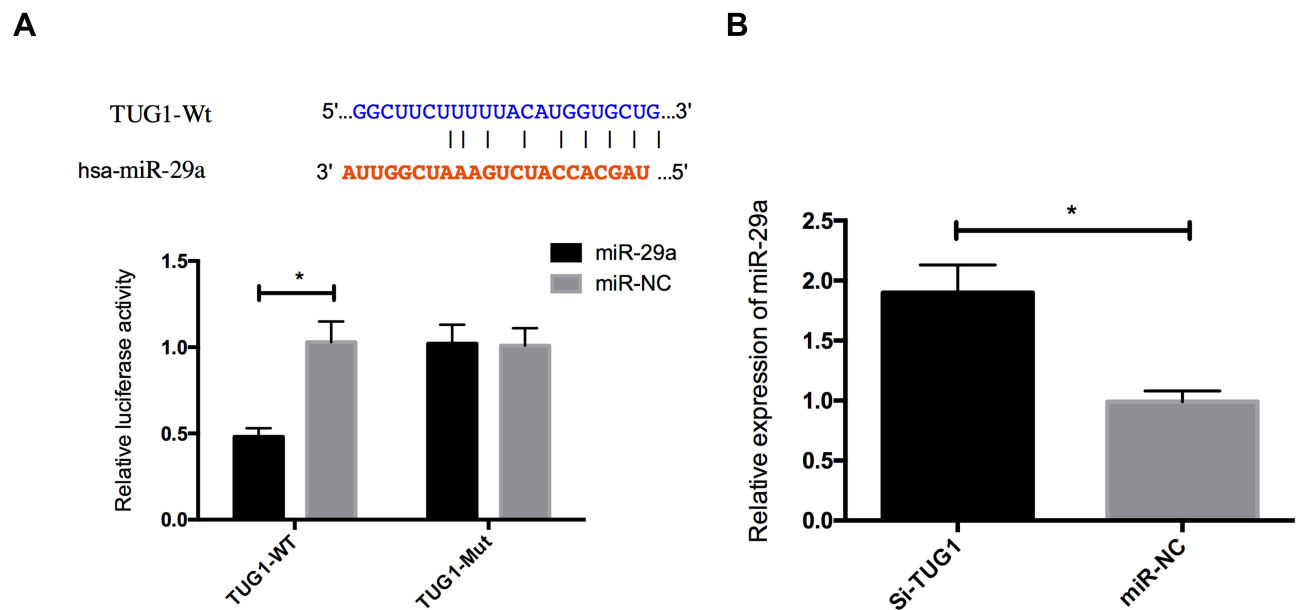 A
TUG1-Wt 5'...GGCUUCUUUUUACAUGGUGCUG...3'
hsa-miR-29a 3' AUUGGCUAAAGUCUACCACGAU ...5'
miR-29a
miR-NC
Relative luciferase activity
1.5
1.0
0.5
0.0
*
TUG1-WT
TUG1-Mut
B
Relative expression of miR-29a
2.5
2.0
1.5
1.0
0.5
0.0
*
Si-TUG1
miR-NC